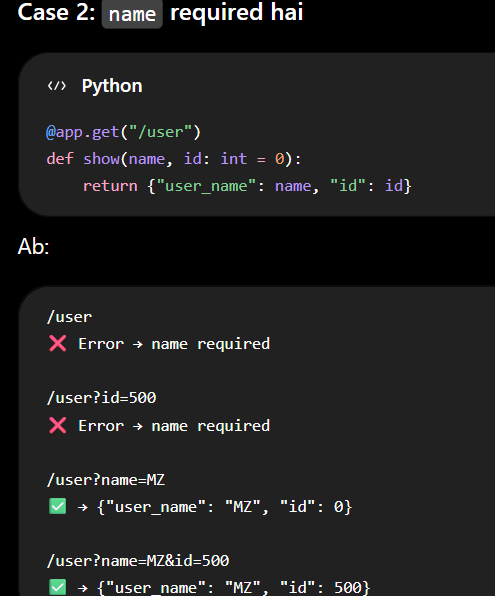 Case 2: name required hai
</> Python
@app.get("/user")
def show(name, id: int = 0):
    return {"user_name": name, "id": id}
Ab:
/user
❌ Error → name required
/user?id=500
❌ Error → name required
/user?name=MZ
✅ → {"user_name": "MZ", "id": 0}
/user?name=MZ&id=500
✅ → {"user_name": "MZ", "id": 500}